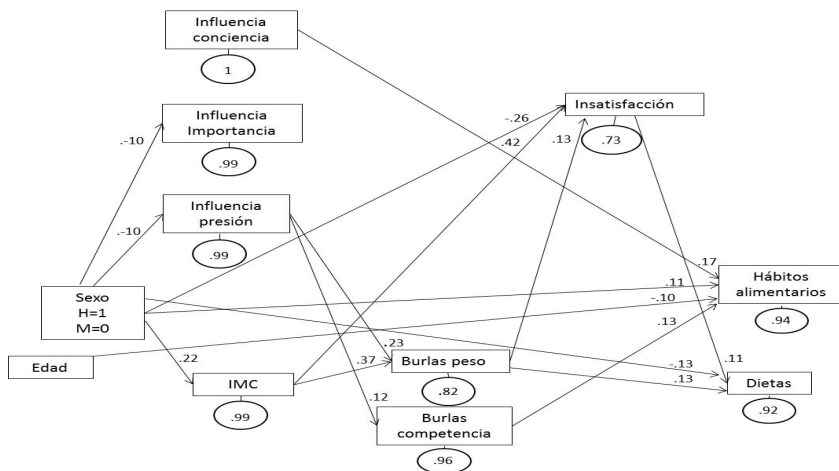 Influencia
conciencia
1
Influencia
Importancia
.99
Insatisfacción
.73
-.26
.42
.13
.-10
Influencia
presión
.99
.-10
Sexo
H=1
M=0
.17
.11
-.10
.13
Hábitos
alimentarios
.94
Edad
.22
IMC
.99
.23
.37
.12
Burlas peso
.82
Burlas
competencia
.96
-.13
.13
.11
Dietas
.92